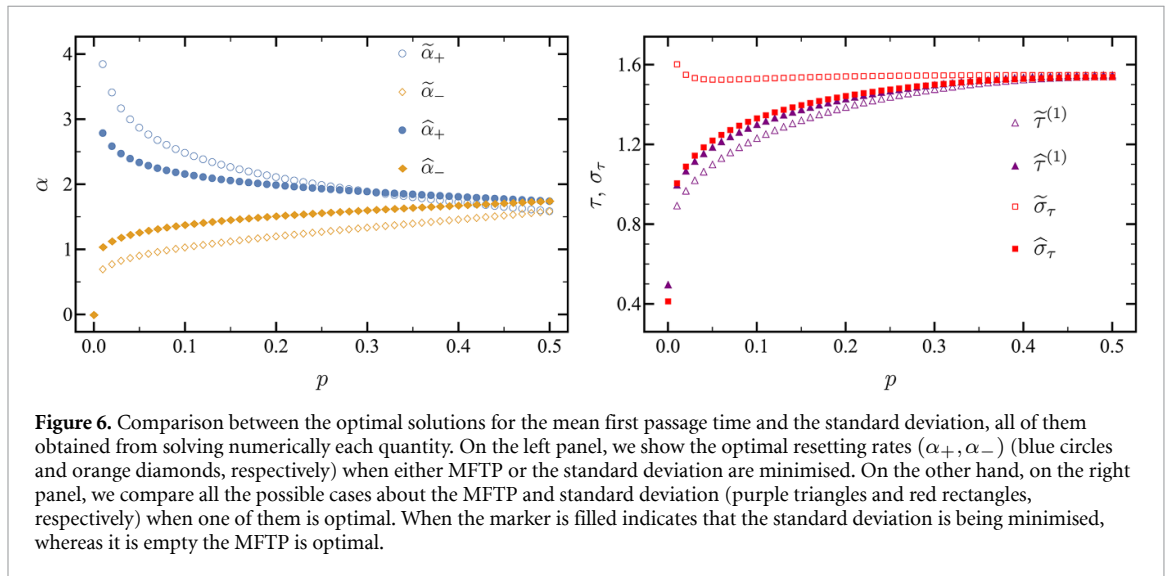 4
3
2
1
0
α
0.0 0.1 0.2 0.3 0.4 0.5
p
α̃₊
α̃₋
α̂₊
α̂₋
1.6
1.2
0.8
0.4
τ, σ_τ
0.0 0.1 0.2 0.3 0.4 0.5
p
τ̃⁽¹⁾
τ̂⁽¹⁾
σ̃_τ
σ̂_τ
Figure 6. Comparison between the optimal solutions for the mean first passage time and the standard deviation, all of them
obtained from solving numerically each quantity. On the left panel, we show the optimal resetting rates (α₊, α₋) (blue circles
and orange diamonds, respectively) when either MFTP or the standard deviation are minimised. On the other hand, on the right
panel, we compare all the possible cases about the MFTP and standard deviation (purple triangles and red rectangles,
respectively) when one of them is optimal. When the marker is filled indicates that the standard deviation is being minimised,
whereas it is empty the MFTP is optimal.